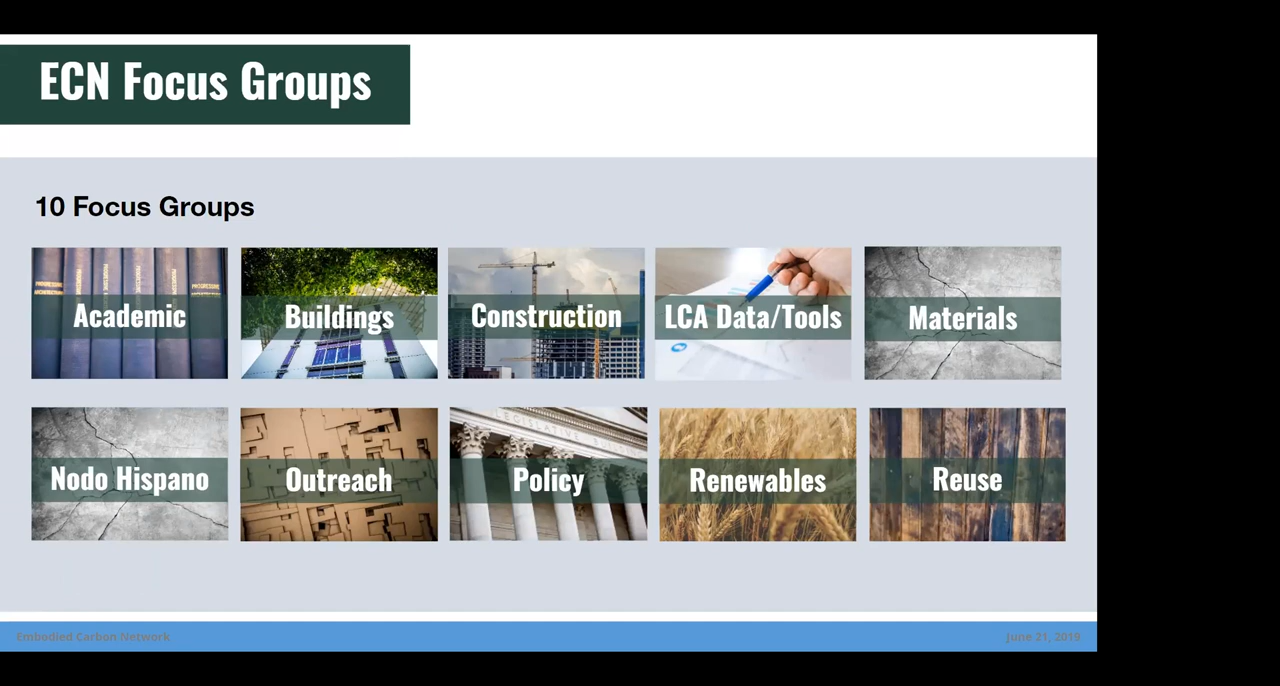 ECN Focus Groups
10 Focus Groups
Academic
Buildings
Construction
LCA Data/Tools
Materials
Nodo Hispano
Outreach
Policy
Renewables
Reuse
Embodied Carbon Network
June 21, 2019